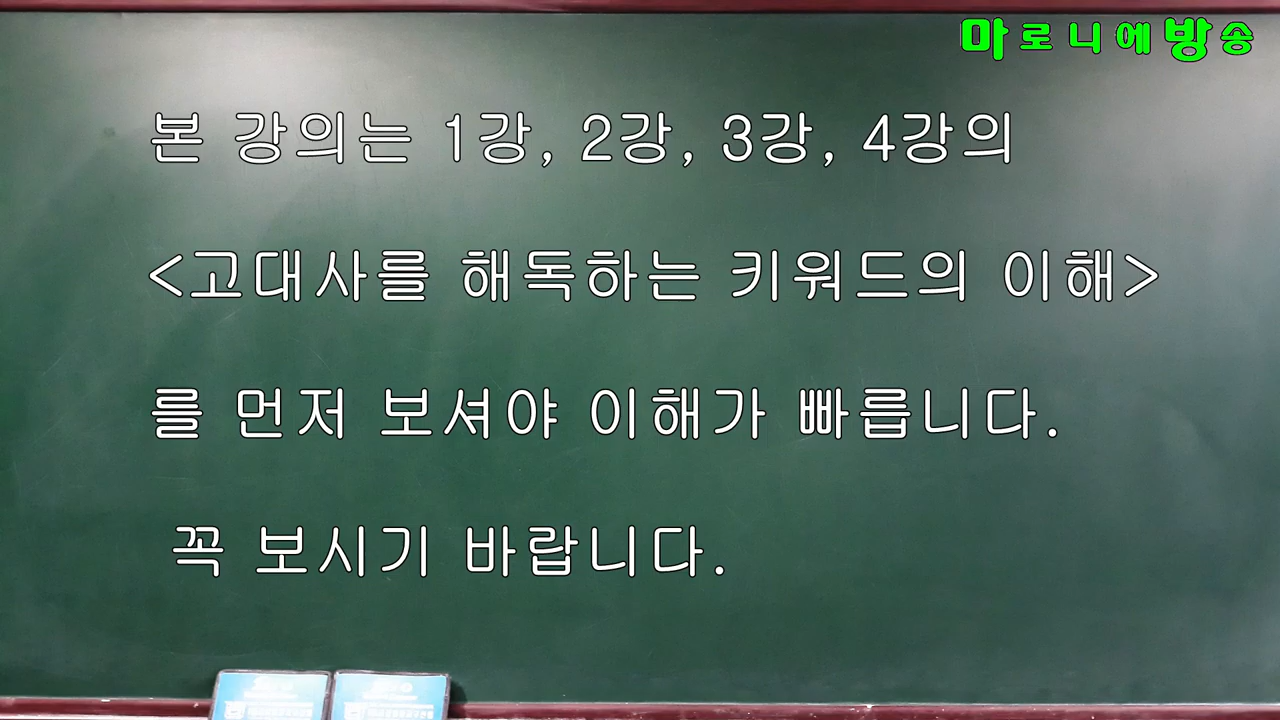 마로니에방송
본 강의는 1강, 2강, 3강, 4강의
<고대사를 해독하는 키워드의 이해>
를 먼저 보셔야 이해가 빠릅니다.
꼭 보시기 바랍니다.